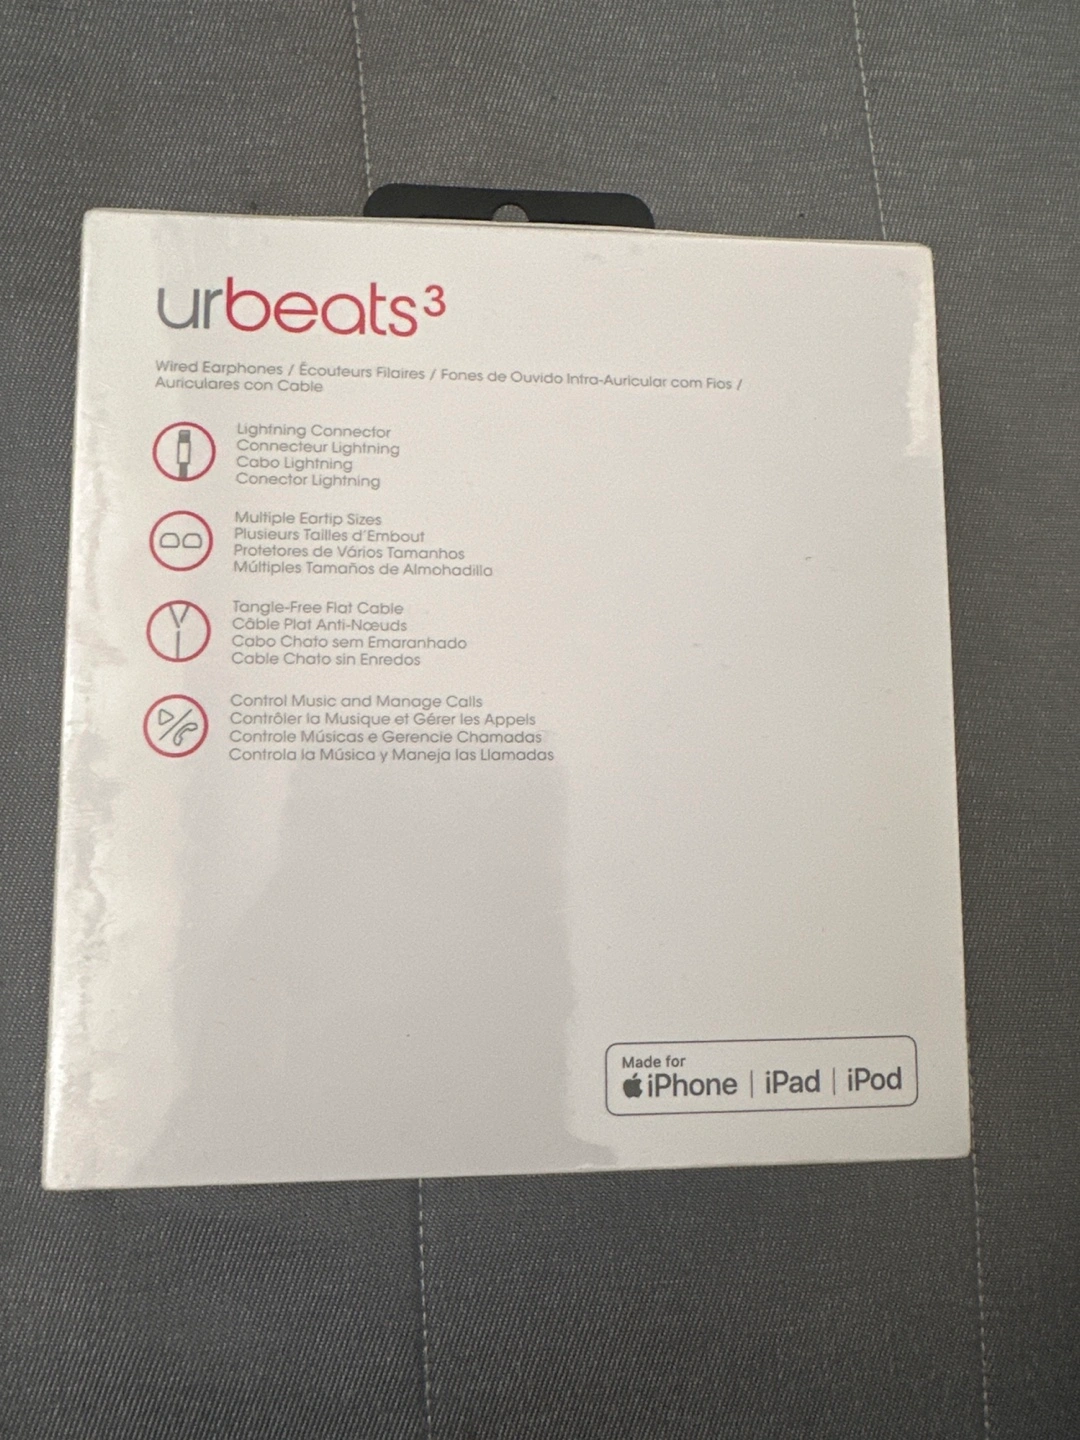 urbeats³
Wired Earphones / Écouteurs Filaires / Fones de Ouvido Intra-Auricular com Fios /
Auriculares con Cable
Lightning Connector
Connecteur Lightning
Cabo Lightning
Conector Lightning
Multiple Eartip Sizes
Plusieurs Tailles d'Embout
Protetores de Vários Tamanhos
Múltiples Tamaños de Almohadilla
Tangle-Free Flat Cable
Câble Plat Anti-Nœuds
Cabo Chato sem Emaranhado
Cable Chato sin Enredos
Control Music and Manage Calls
Contrôler la Musique et Gérer les Appels
Controle Músicas e Gerencie Chamadas
Controla la Música y Maneja las Llamadas
Made for
iPhone | iPad | iPod